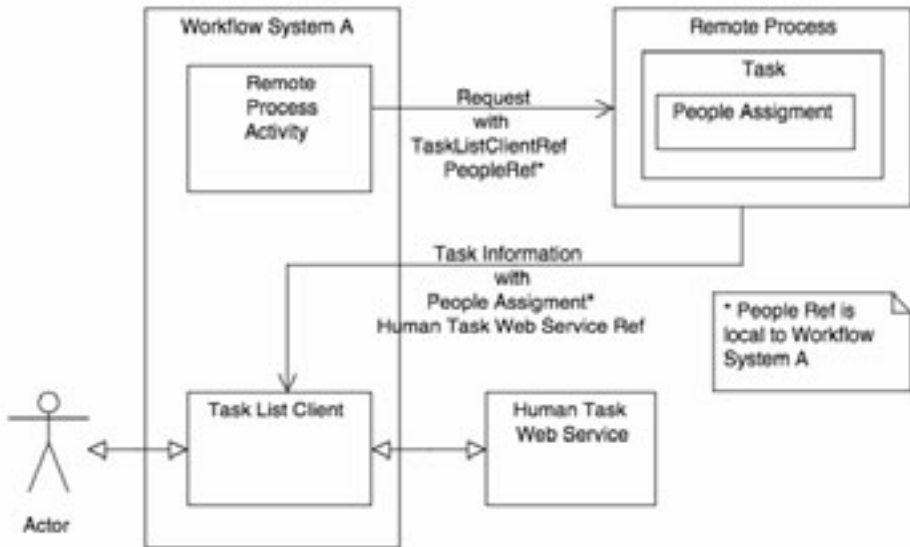 Workflow System A
Remote
Process
Activity
Request
with
TaskListClientRef
PeopleRef*
Remote Process
Task
People Assigment
Task Information
with
People Assigment*
Human Task Web Service Ref
* People Ref is
local to Workflow
System A
Task List Client
Human Task
Web Service
Actor